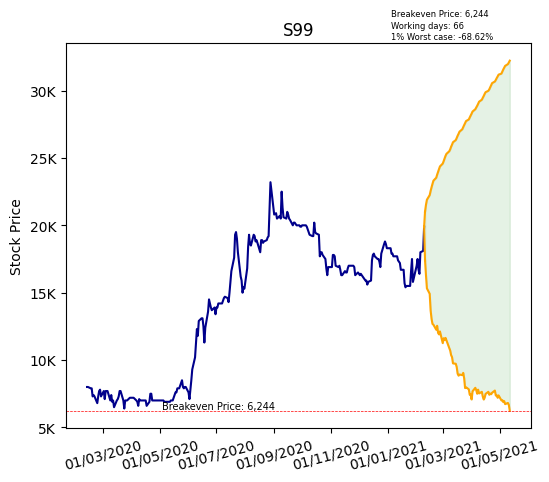 Breakeven Price: 6,244
Working days: 66
1% Worst case: -68.62%
S99
Stock Price
30K
25K
20K
15K
10K
5K
Breakeven Price: 6,244
01/03/2020
01/05/2020
01/07/2020
01/09/2020
01/11/2020
01/01/2021
01/03/2021
01/05/2021